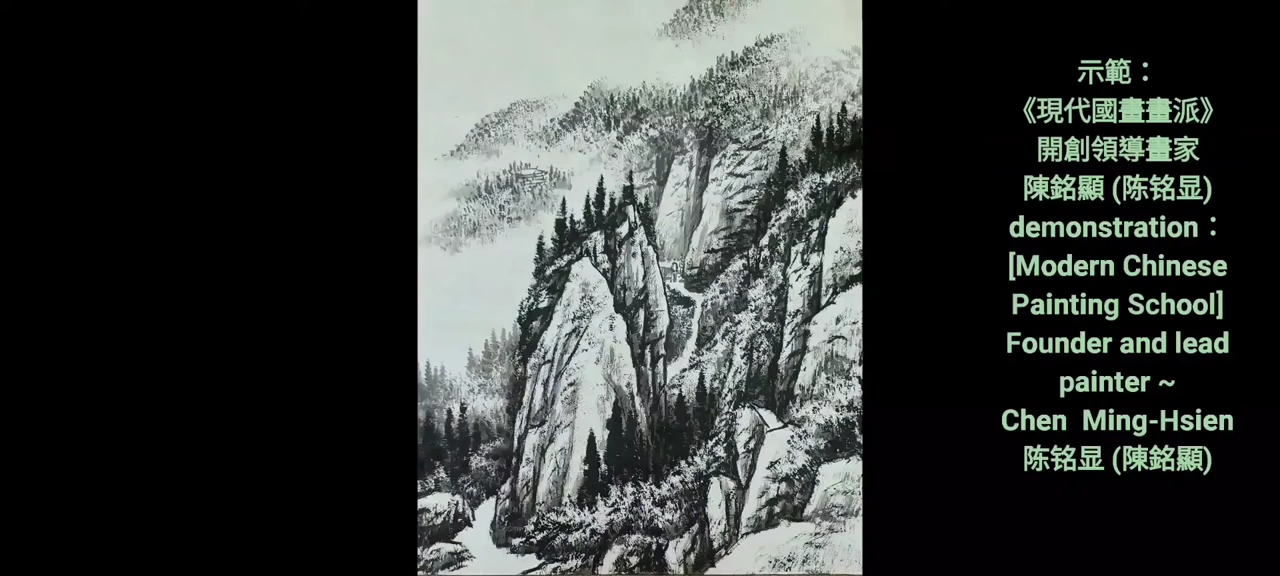 示範：
《現代國畫畫派》
開創領導畫家
陳銘顯 (陈铭显)
demonstration：
[Modern Chinese
Painting School]
Founder and lead
painter ~
Chen  Ming-Hsien
陈铭显 (陳銘顯)